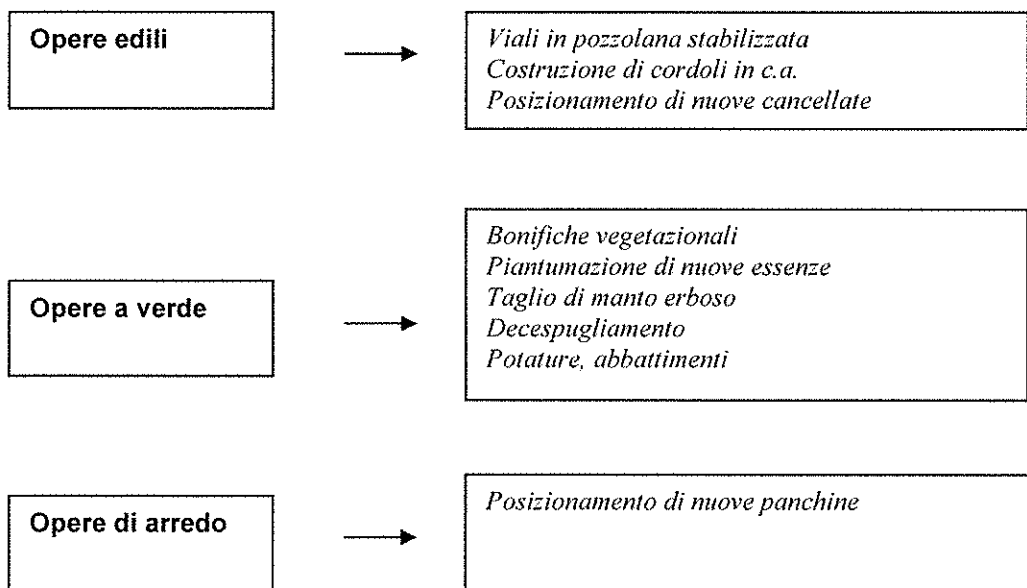 Opere edili
Viali in pozzolana stabilizzata
Costruzione di cordoli in c.a.
Posizionamento di nuove cancellate
Opere a verde
Bonifiche vegetazionali
Piantumazione di nuove essenze
Taglio di manto erboso
Decespugliamento
Potature, abbattimenti
Opere di arredo
Posizionamento di nuove panchine